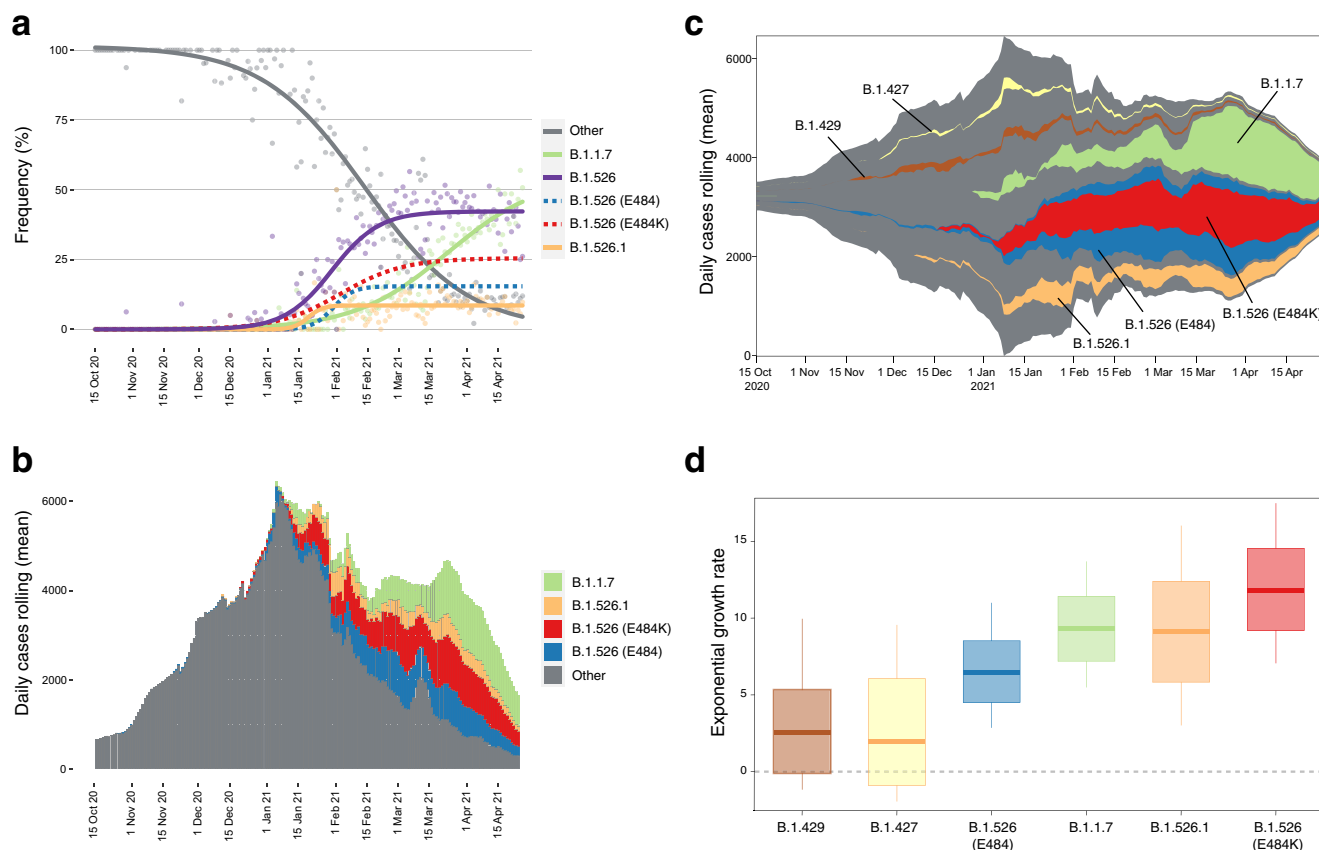 a
Frequency (%)
100
75
50
25
0
15 Oct 20
1 Nov 20
15 Nov 20
1 Dec 20
15 Dec 20
1 Jan 21
15 Jan 21
1 Feb 21
15 Feb 21
1 Mar 21
15 Mar 21
1 Apr 21
15 Apr 21
Other
B.1.1.7
B.1.526
B.1.526 (E484)
B.1.526 (E484K)
B.1.526.1
c
Daily cases rolling (mean)
6000
4000
2000
0
B.1.427
B.1.429
B.1.1.7
B.1.526 (E484K)
B.1.526 (E484)
B.1.526.1
15 Oct 1 Nov 15 Nov 1 Dec 15 Dec 1 Jan 15 Jan 1 Feb 15 Feb 1 Mar 15 Mar 1 Apr 15 Apr
2020 2021
b
Daily cases rolling (mean)
6000
4000
2000
0
15 Oct 20
1 Nov 20
15 Nov 20
1 Dec 20
15 Dec 20
1 Jan 21
15 Jan 21
1 Feb 21
15 Feb 21
1 Mar 21
15 Mar 21
1 Apr 21
15 Apr 21
B.1.1.7
B.1.526.1
B.1.526 (E484K)
B.1.526 (E484)
Other
d
Exponential growth rate
15
10
5
0
B.1.429 B.1.427 B.1.526 B.1.1.7 B.1.526.1 B.1.526
(E484) (E484K)